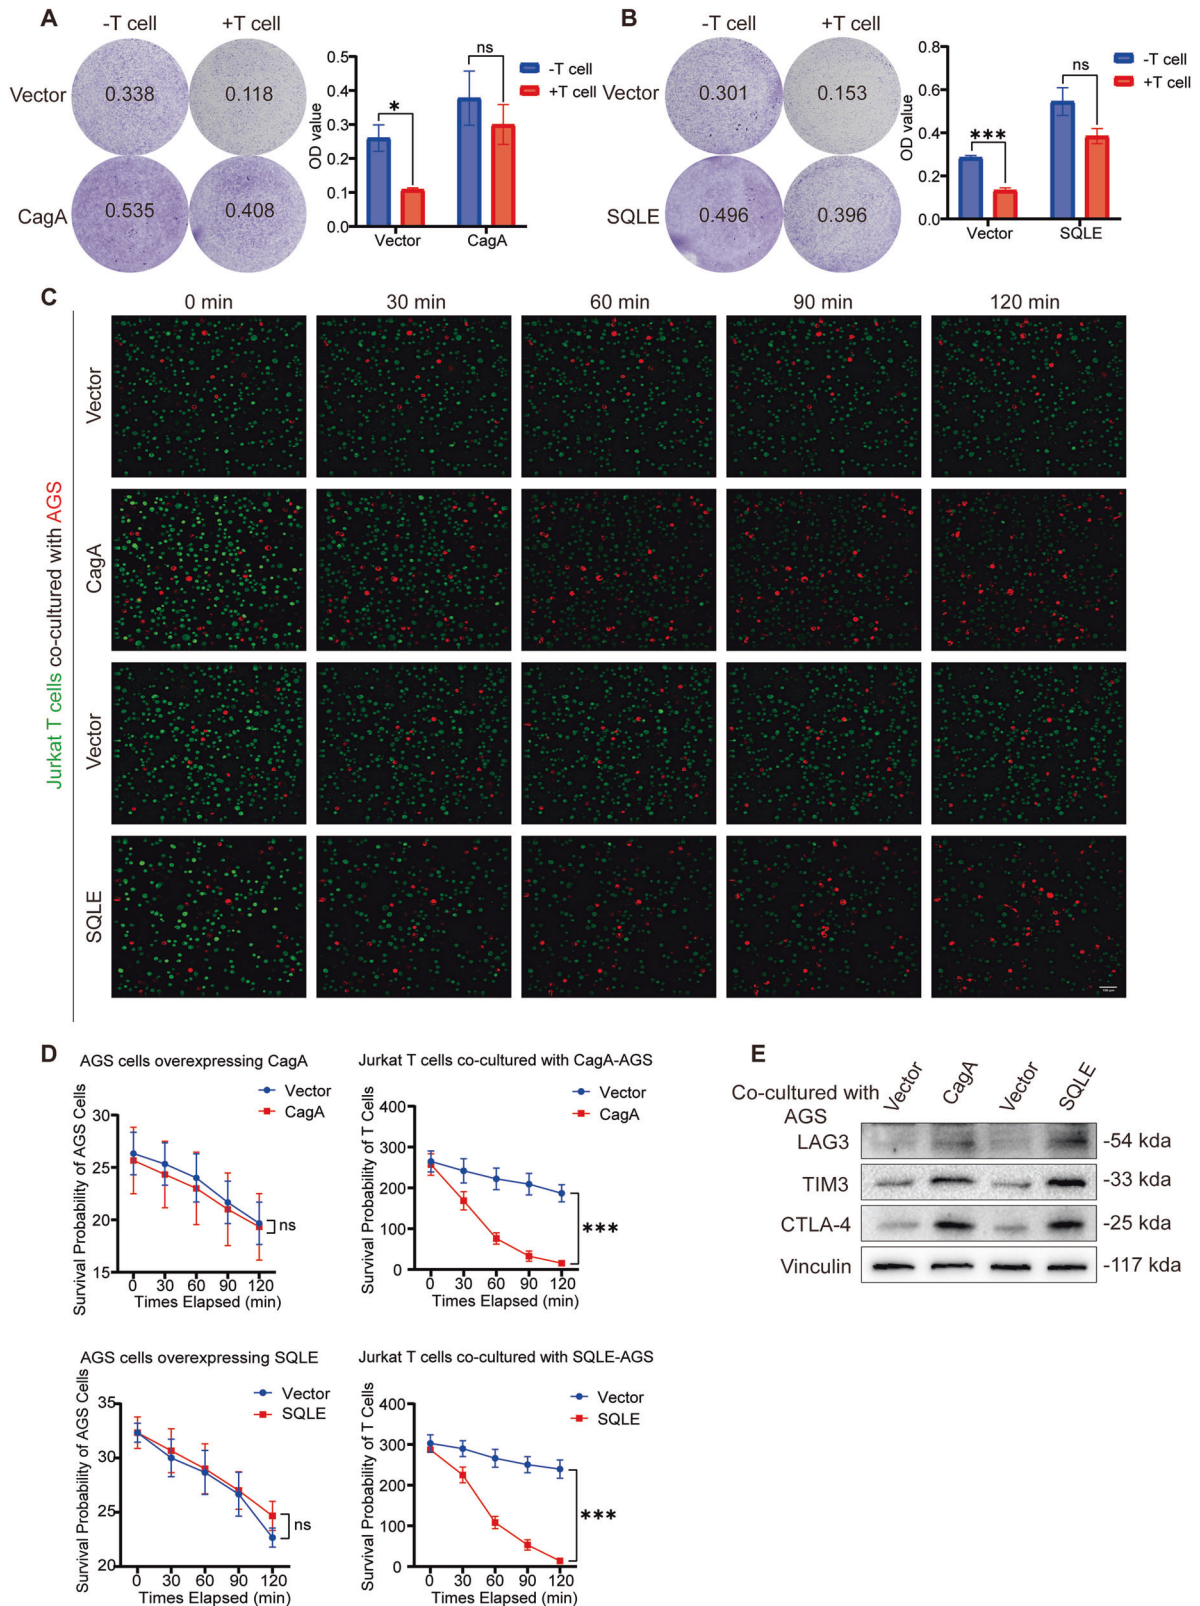 A
-T cell +T cell
Vector 0.338 0.118
CagA 0.535 0.408
OD value
0.5
0.4
0.3
0.2
0.1
0.0
* ns
Vector CagA
-T cell
+T cell
B
-T cell +T cell
Vector 0.301 0.153
SQLE 0.496 0.396
OD value
0.8
0.6
0.4
0.2
0.0
*** ns
Vector SQLE
-T cell
+T cell
C
0 min 30 min 60 min 90 min 120 min
Jurkat T cells co-cultured with AGS
Vector
CagA
Vector
SQLE
D
AGS cells overexpressing CagA
Vector
CagA
Survival Probability of AGS Cells
30
25
20
15
ns
0 30 60 90 120
Times Elapsed (min)
Jurkat T cells co-cultured with CagA-AGS
Vector
CagA
Survival Probability of T Cells
400
300
200
100
0
***
0 30 60 90 120
Times Elapsed (min)
AGS cells overexpressing SQLE
Vector
SQLE
Survival Probability of AGS Cells
35
30
25
20
ns
0 30 60 90 120
Times Elapsed (min)
Jurkat T cells co-cultured with SQLE-AGS
Vector
SQLE
Survival Probability of T Cells
400
300
200
100
0
***
0 30 60 90 120
Times Elapsed (min)
E
Co-cultured with
AGS
Vector CagA Vector SQLE
LAG3 -54 kda
TIM3 -33 kda
CTLA-4 -25 kda
Vinculin -117 kda